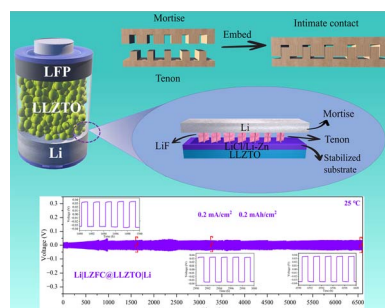 Mortise
Embed
Intimate contact
Tenon
LFP
LLZTO
Li
Mortise
Li
Tenon
LiF
LiCl/Li-Zn
LLZTO
Stabilized
substrate
25 ℃
0.2 mA/cm² 0.2 mAh/cm²
Li|LZFC@LLZTO|Li
Voltage (V)
0.3
0.2
0.1
0.0
-0.1
-0.2
-0.3
0 500 1000 1500 2000 2500 3000 3500 4000 4500 5000 5500 6000 6500